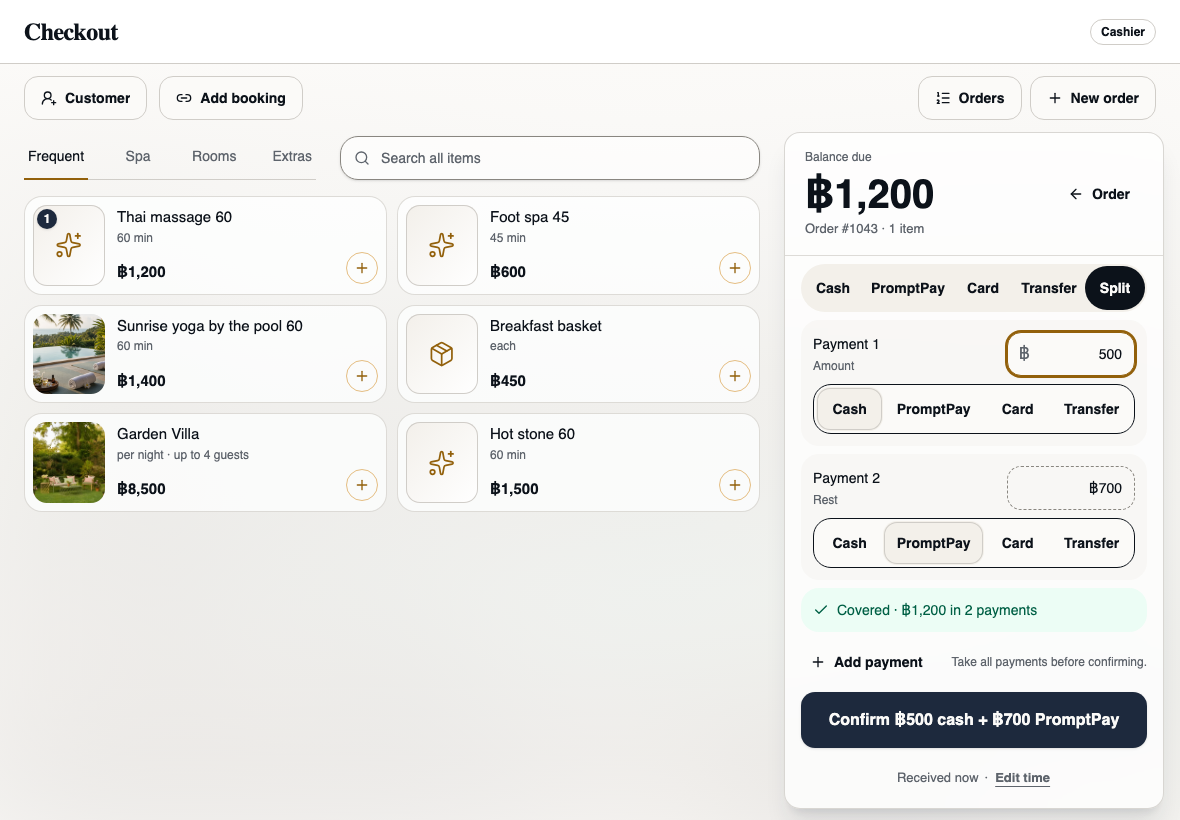 Checkout
Cashier
Customer
Add booking
Orders
New order
Frequent
Spa
Rooms
Extras
Search all items
1
Thai massage 60
60 min
฿1,200
Foot spa 45
45 min
฿600
Sunrise yoga by the pool 60
60 min
฿1,400
Breakfast basket
each
฿450
Garden Villa
per night · up to 4 guests
฿8,500
Hot stone 60
60 min
฿1,500
Balance due
฿1,200
Order
Order #1043 · 1 item
Cash PromptPay Card Transfer Split
Payment 1
Amount
฿ 500
Cash PromptPay Card Transfer
Payment 2
Rest
฿700
Cash PromptPay Card Transfer
Covered · ฿1,200 in 2 payments
Add payment
Take all payments before confirming.
Confirm ฿500 cash + ฿700 PromptPay
Received now · Edit time